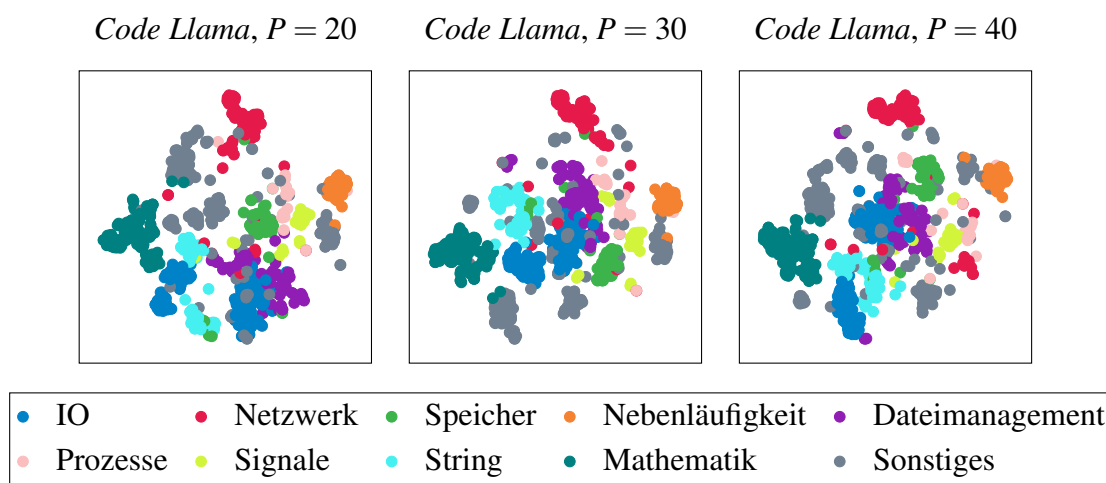 Code Llama, P = 20 Code Llama, P = 30 Code Llama, P = 40
IO Netzwerk Speicher Nebenläufigkeit Dateimanagement
Prozesse Signale String Mathematik Sonstiges